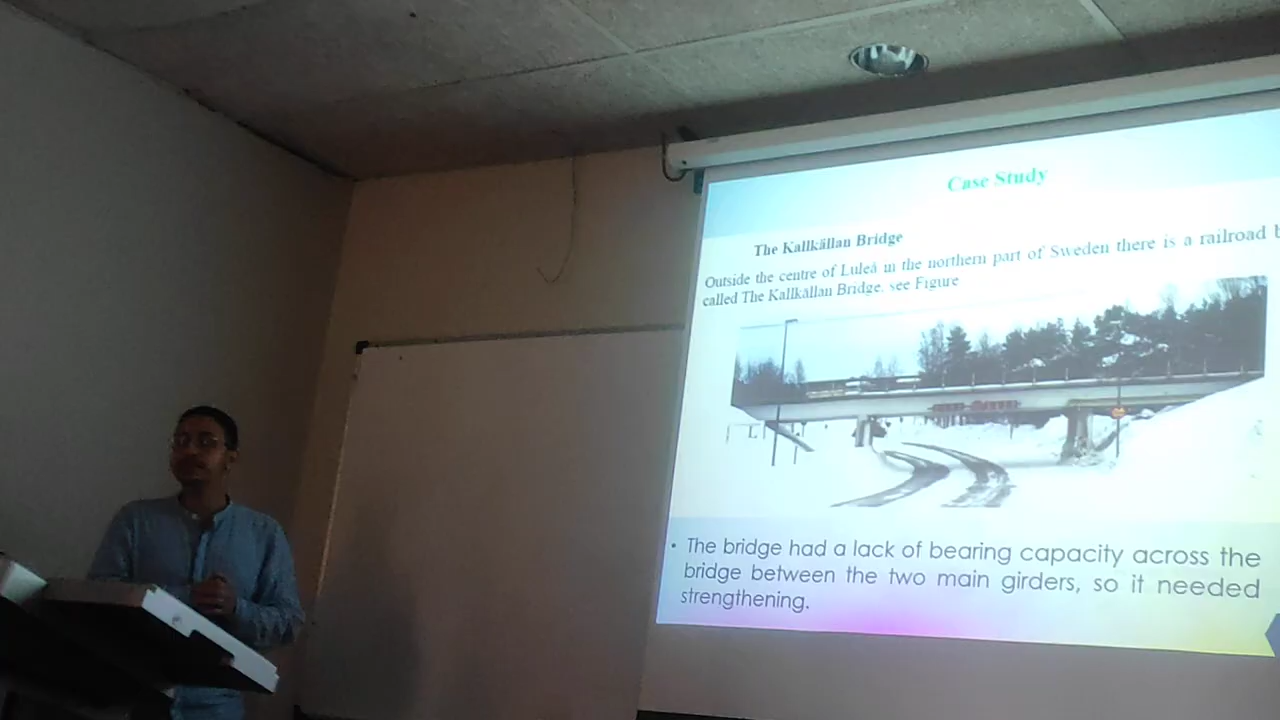 Case Study
The Kallkällan Bridge
Outside the centre of Luleå in the northern part of Sweden there is a railroad b
called The Kallkällan Bridge, see Figure
• The bridge had a lack of bearing capacity across the
bridge between the two main girders, so it needed
strengthening.